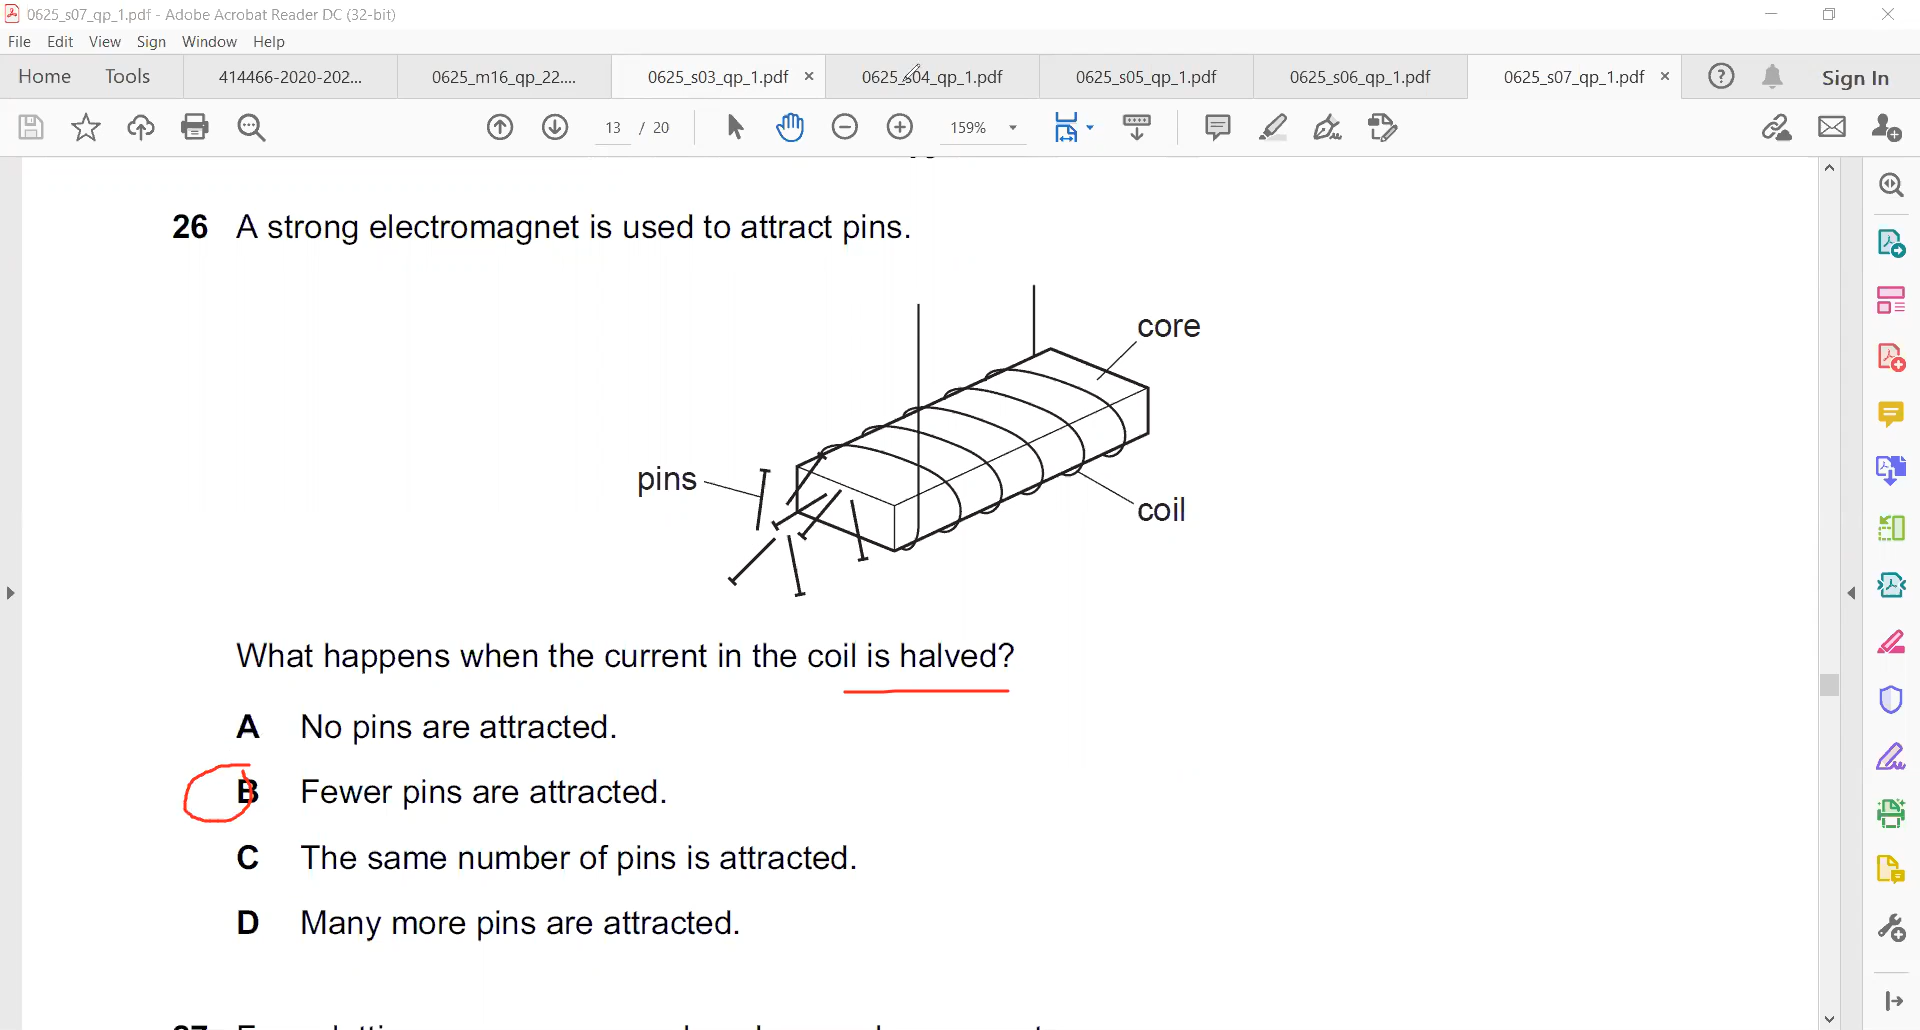 0625_s07_qp_1.pdf - Adobe Acrobat Reader DC (32-bit)
File Edit View Sign Window Help
Home Tools 414466-2020-202... 0625_m16_qp_22.... 0625_s03_qp_1.pdf × 0625_s04_qp_1.pdf 0625_s05_qp_1.pdf 0625_s06_qp_1.pdf 0625_s07_qp_1.pdf × Sign In
13 / 20 159%
26 A strong electromagnet is used to attract pins.
core
pins
coil
What happens when the current in the coil is halved?
A No pins are attracted.
B Fewer pins are attracted.
C The same number of pins is attracted.
D Many more pins are attracted.